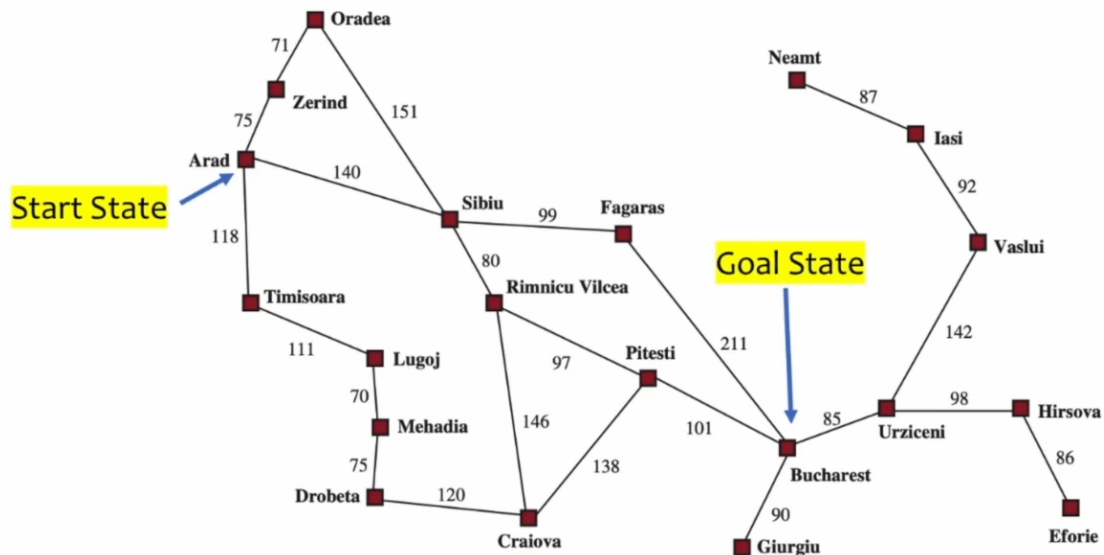 Oradea
71
Neamt
Zerind
87
151
75
Iasi
Arad
140
92
Start State
Sibiu
99
Fagaras
118
Vaslui
80
Goal State
Timisoara
Rimnicu Vilcea
142
111
211
Pitesti
97
Lugoj
70
98
Hirsova
146
85
Mehadia
101
Urziceni
138
86
75
Bucharest
Drobeta
120
90
Eforie
Craiova
Giurgiu